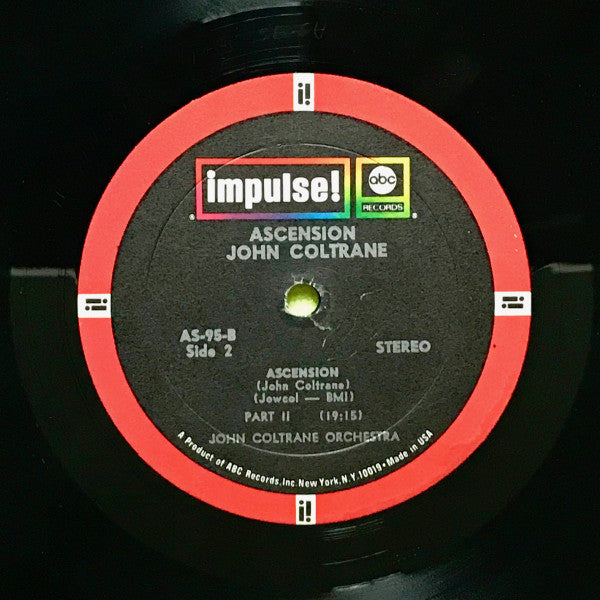 i!
impulse!
abc
RECORDS
®
®
ASCENSION
JOHN COLTRANE
i!
i!
AS-95-B
Side 2
STEREO
ASCENSION
(John Coltrane)
(Jowcol — BMI)
PART II (19:15)
JOHN COLTRANE ORCHESTRA
A Product of ABC Records, Inc. New York, N.Y. 10019 • Made in USA
i!